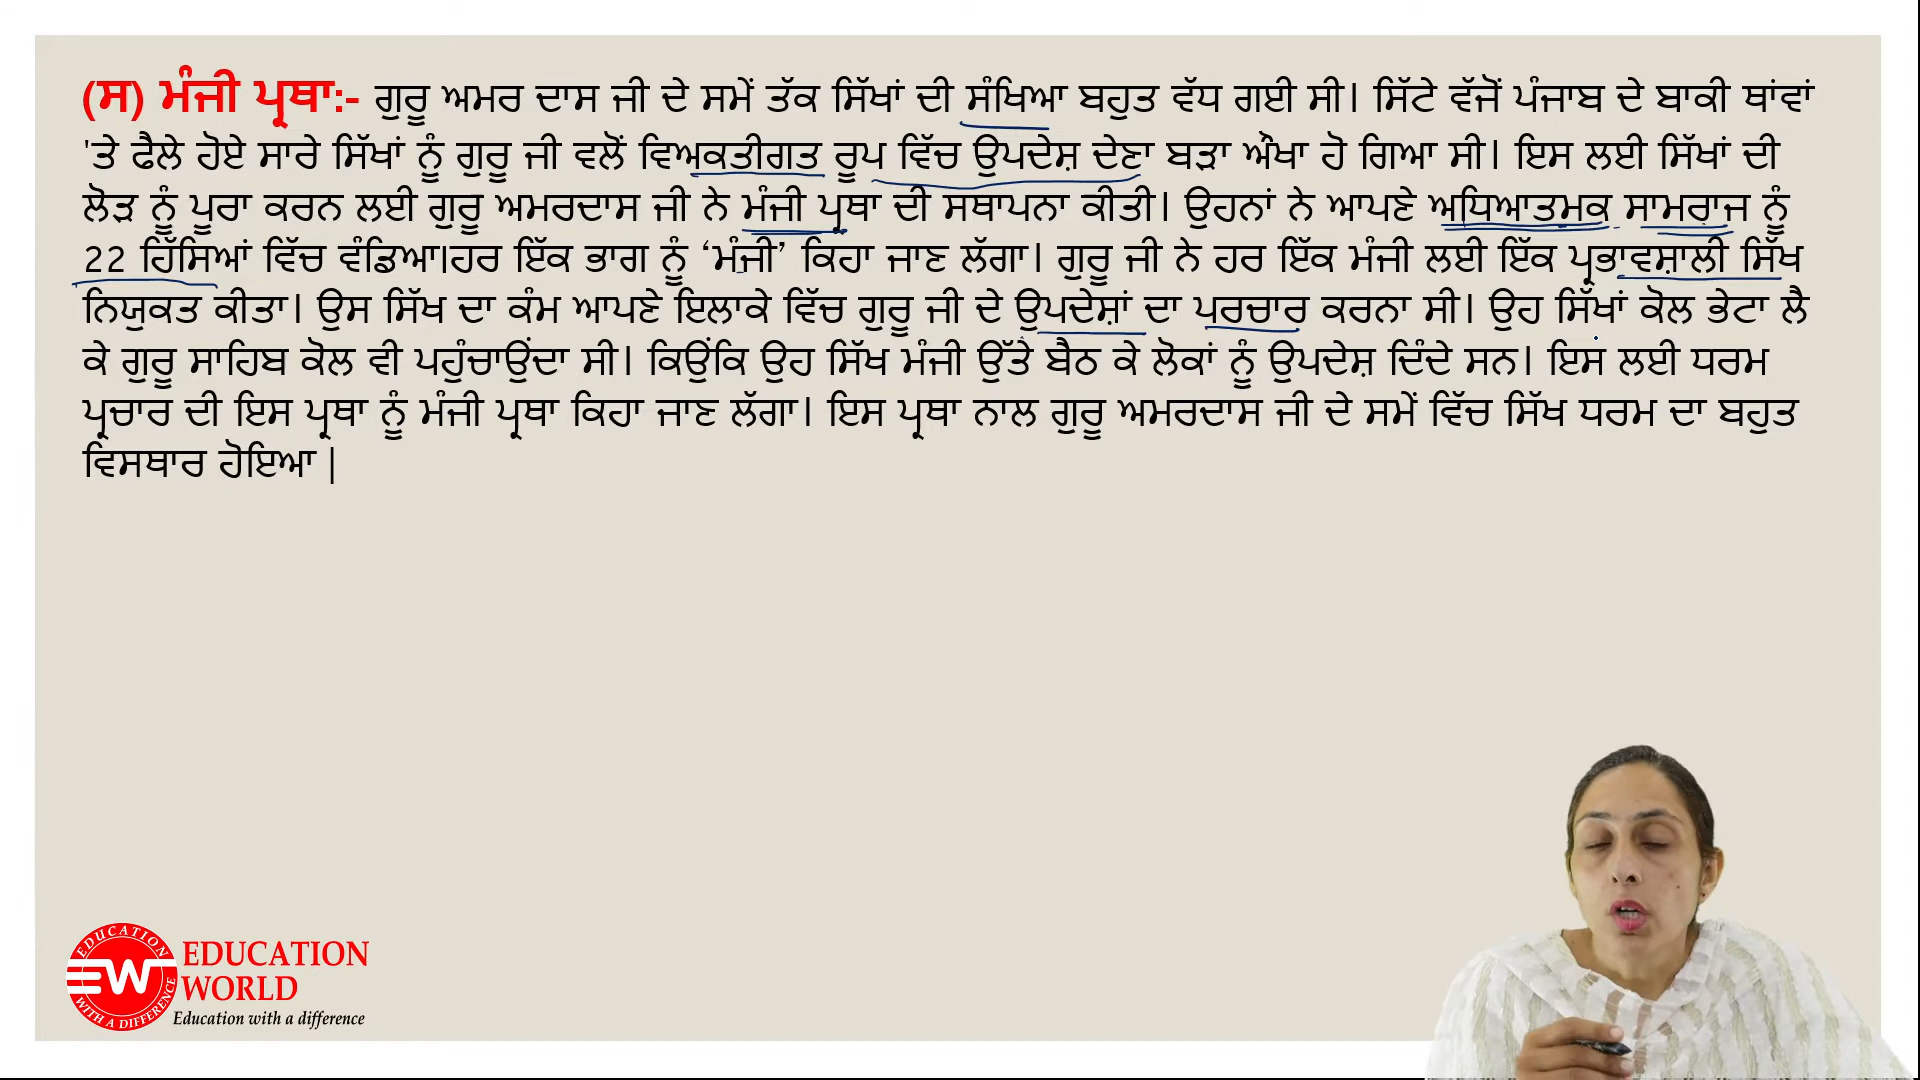 (ਸ) ਮੰਜੀ ਪ੍ਰਥਾ:- ਗੁਰੂ ਅਮਰ ਦਾਸ ਜੀ ਦੇ ਸਮੇਂ ਤੱਕ ਸਿੱਖਾਂ ਦੀ ਸੰਖਿਆ ਬਹੁਤ ਵੱਧ ਗਈ ਸੀ। ਸਿੱਟੇ ਵੱਜੋਂ ਪੰਜਾਬ ਦੇ ਬਾਕੀ ਥਾਂਵਾਂ
'ਤੇ ਫੈਲੇ ਹੋਏ ਸਾਰੇ ਸਿੱਖਾਂ ਨੂੰ ਗੁਰੂ ਜੀ ਵਲੋਂ ਵਿਅਕਤੀਗਤ ਰੂਪ ਵਿੱਚ ਉਪਦੇਸ਼ ਦੇਣਾ ਬੜਾ ਔਖਾ ਹੋ ਗਿਆ ਸੀ। ਇਸ ਲਈ ਸਿੱਖਾਂ ਦੀ
ਲੋੜ ਨੂੰ ਪੂਰਾ ਕਰਨ ਲਈ ਗੁਰੂ ਅਮਰਦਾਸ ਜੀ ਨੇ ਮੰਜੀ ਪ੍ਰਥਾ ਦੀ ਸਥਾਪਨਾ ਕੀਤੀ। ਉਹਨਾਂ ਨੇ ਆਪਣੇ ਅਧਿਆਤਮਕ ਸਾਮਰਾਜ ਨੂੰ
22 ਹਿੱਸਿਆਂ ਵਿੱਚ ਵੰਡਿਆ।ਹਰ ਇੱਕ ਭਾਗ ਨੂੰ ‘ਮੰਜੀ’ ਕਿਹਾ ਜਾਣ ਲੱਗਾ। ਗੁਰੂ ਜੀ ਨੇ ਹਰ ਇੱਕ ਮੰਜੀ ਲਈ ਇੱਕ ਪ੍ਰਭਾਵਸ਼ਾਲੀ ਸਿੱਖ
ਨਿਯੁਕਤ ਕੀਤਾ। ਉਸ ਸਿੱਖ ਦਾ ਕੰਮ ਆਪਣੇ ਇਲਾਕੇ ਵਿੱਚ ਗੁਰੂ ਜੀ ਦੇ ਉਪਦੇਸ਼ਾਂ ਦਾ ਪਰਚਾਰ ਕਰਨਾ ਸੀ। ਉਹ ਸਿੱਖਾਂ ਕੋਲ ਭੇਟਾ ਲੈ
ਕੇ ਗੁਰੂ ਸਾਹਿਬ ਕੋਲ ਵੀ ਪਹੁੰਚਾਉਂਦਾ ਸੀ। ਕਿਉਂਕਿ ਉਹ ਸਿੱਖ ਮੰਜੀ ਉੱਤੇ ਬੈਠ ਕੇ ਲੋਕਾਂ ਨੂੰ ਉਪਦੇਸ਼ ਦਿੰਦੇ ਸਨ। ਇਸ ਲਈ ਧਰਮ
ਪ੍ਰਚਾਰ ਦੀ ਇਸ ਪ੍ਰਥਾ ਨੂੰ ਮੰਜੀ ਪ੍ਰਥਾ ਕਿਹਾ ਜਾਣ ਲੱਗਾ। ਇਸ ਪ੍ਰਥਾ ਨਾਲ ਗੁਰੂ ਅਮਰਦਾਸ ਜੀ ਦੇ ਸਮੇਂ ਵਿੱਚ ਸਿੱਖ ਧਰਮ ਦਾ ਬਹੁਤ
ਵਿਸਥਾਰ ਹੋਇਆ |
EDUCATION
EW
WITH A DIFFERENCE
EDUCATION
WORLD
Education with a difference